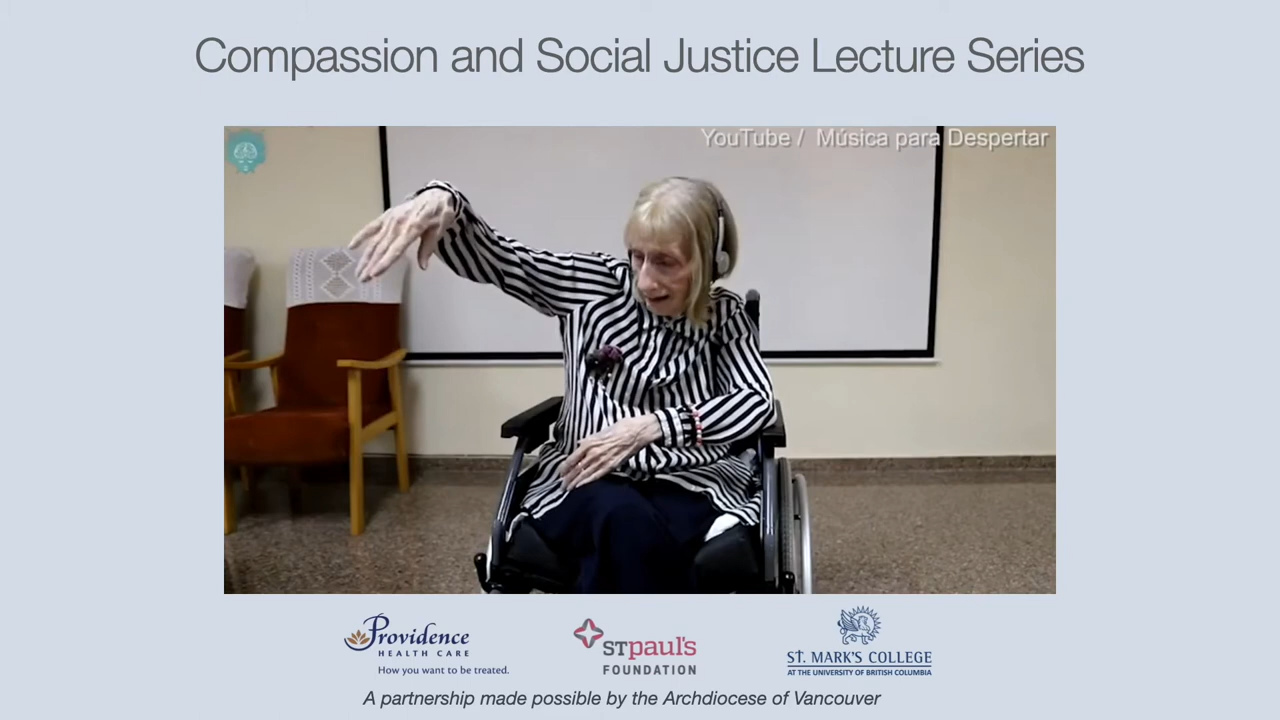 Compassion and Social Justice Lecture Series
YouTube / Música para Despertar
Providence
HEALTH CARE
How you want to be treated.
STPaul's
FOUNDATION
ST. MARK'S COLLEGE
AT THE UNIVERSITY OF BRITISH COLUMBIA
A partnership made possible by the Archdiocese of Vancouver